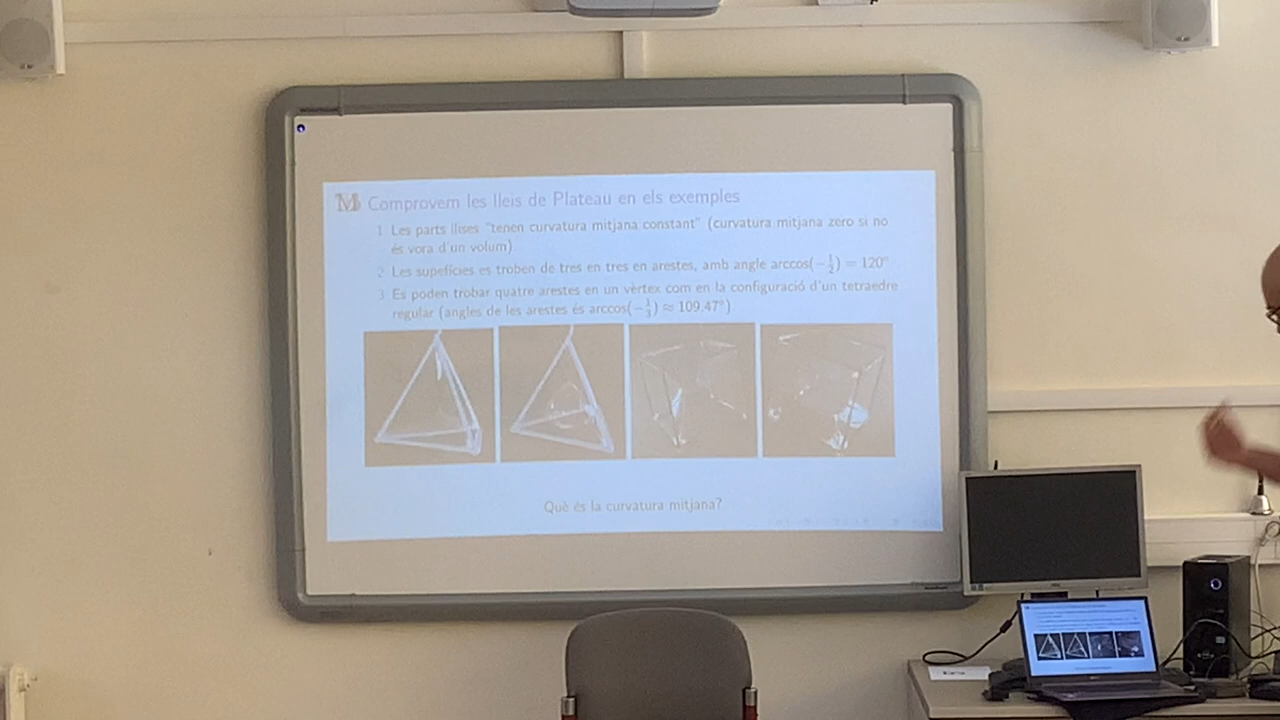 Comprovem les lleis de Plateau en els exemples
1 Les parts llises "tenen curvatura mitjana constant" (curvatura mitjana zero si no
és vora d'un volum)
2 Les supefícies es troben de tres en tres en arestes, amb angle arccos(−1/2) = 120°
3 Es poden trobar quatre arestes en un vèrtex com en la configuració d'un tetraedre
regular (angles de les arestes és arccos(−1/3) ≈ 109.47°)
Què és la curvatura mitjana?